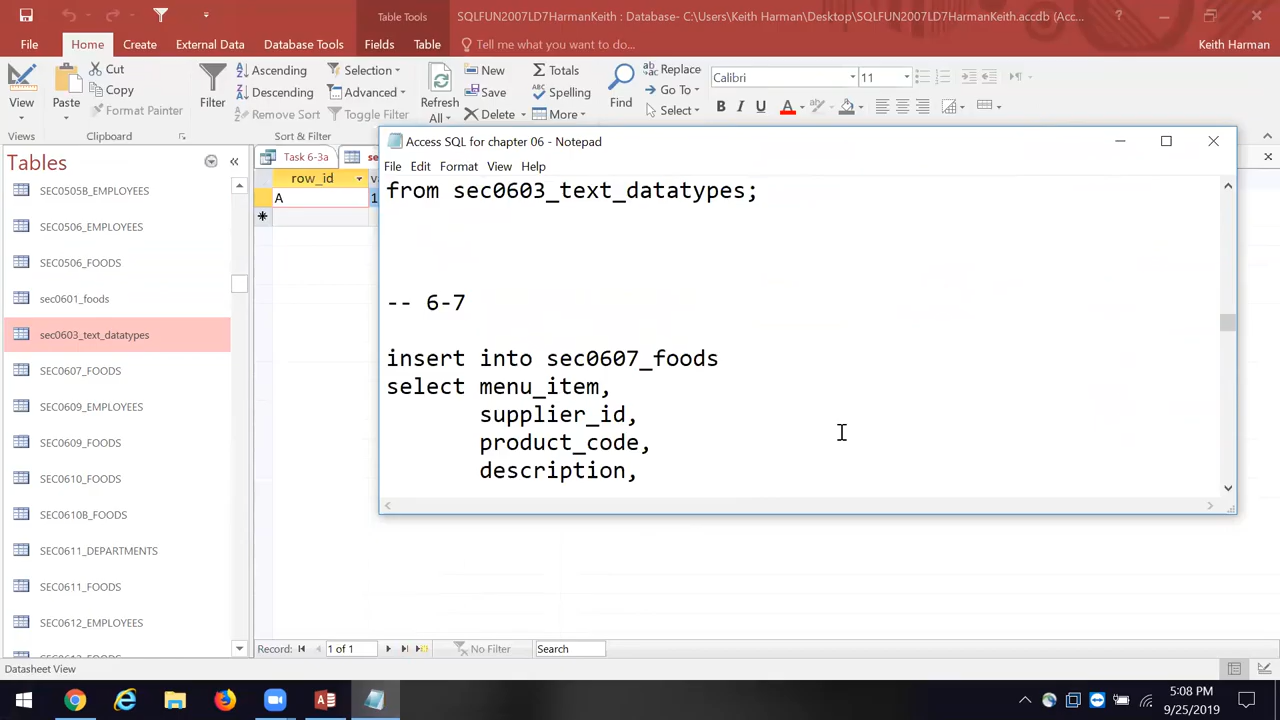 Table Tools
SQLFUN2007LD7HarmanKeith : Database- C:\Users\Keith Harman\Desktop\SQLFUN2007LD7HarmanKeith.accdb (Acc...
File
Home
Create
External Data
Database Tools
Fields
Table
Tell me what you want to do...
Keith Harman
View
Views
Paste
Cut
Copy
Format Painter
Clipboard
Filter
Ascending
Descending
Remove Sort
Selection
Advanced
Toggle Filter
Sort & Filter
Refresh
All
New
Save
Delete
Totals
Spelling
More
Find
Replace
Go To
Select
Calibri
11
B I U
Tables
SEC0505B_EMPLOYEES
SEC0506_EMPLOYEES
SEC0506_FOODS
sec0601_foods
sec0603_text_datatypes
SEC0607_FOODS
SEC0609_EMPLOYEES
SEC0609_FOODS
SEC0610_FOODS
SEC0610B_FOODS
SEC0611_DEPARTMENTS
SEC0611_FOODS
SEC0612_EMPLOYEES
Task 6-3a
se
row_id
va
A
1
Access SQL for chapter 06 - Notepad
File Edit Format View Help
from sec0603_text_datatypes;
-- 6-7
insert into sec0607_foods
select menu_item,
supplier_id,
product_code,
description,
Record:
1 of 1
No Filter
Search
Datasheet View
5:08 PM
9/25/2019